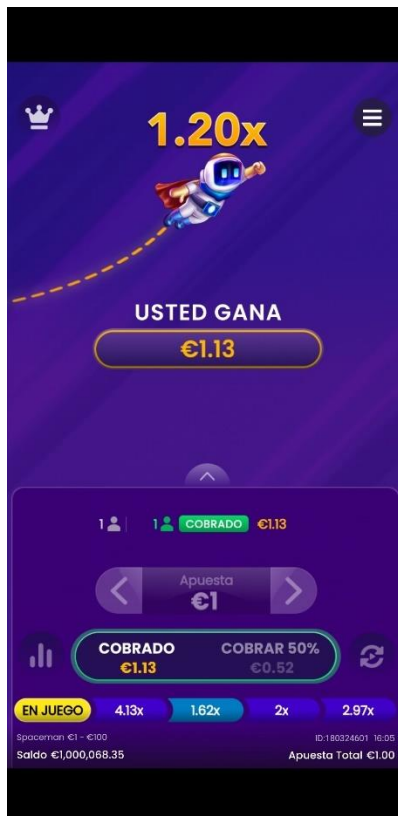 1.20x
USTED GANA
€1.13
1
1 COBRADO €1.13
Apuesta
€1
COBRADO COBRAR 50%
€1.13 €0.52
EN JUEGO 4.13x 1.62x 2x 2.97x
Spaceman €1 - €100 ID:180324601 16:05
Saldo €1,000,068.35 Apuesta Total €1.00